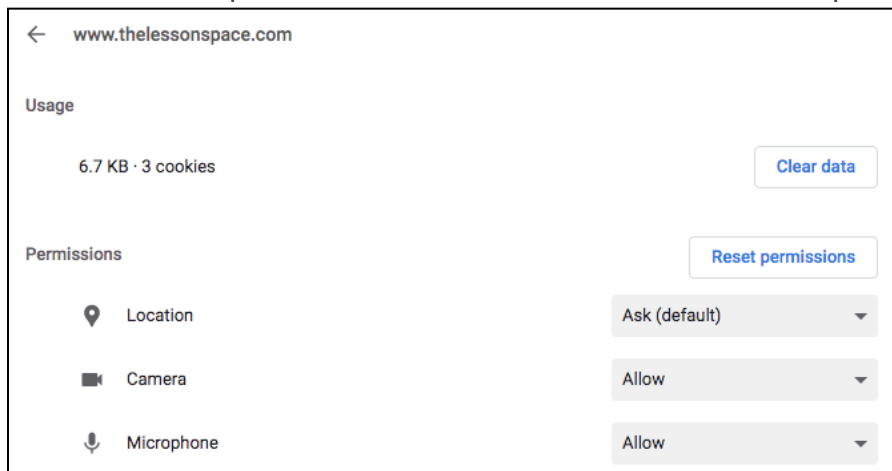 www.thelessonspace.com
Usage
6.7 KB · 3 cookies
Clear data
Permissions
Reset permissions
Location
Ask (default)
Camera
Allow
Microphone
Allow